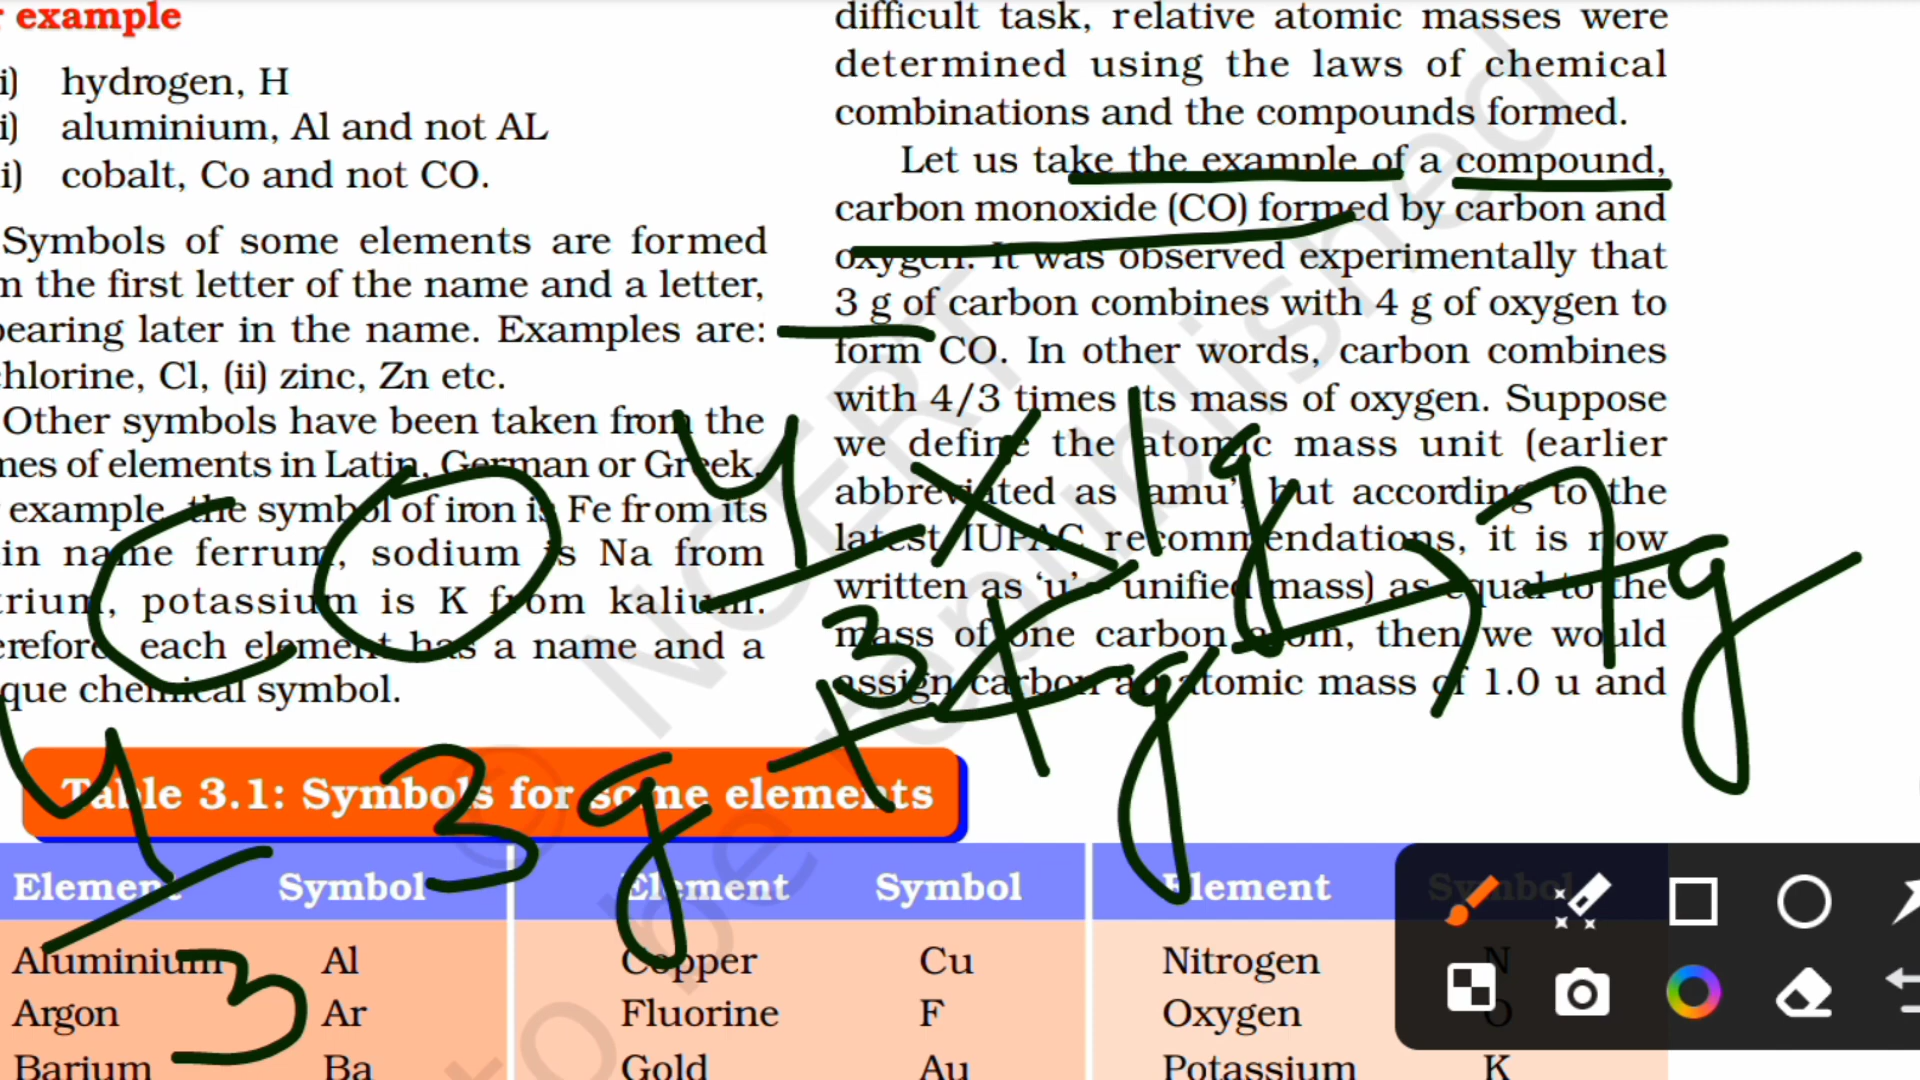 example
i) hydrogen, H
i) aluminium, Al and not AL
i) cobalt, Co and not CO.
Symbols of some elements are formed
the first letter of the name and a letter,
bearing later in the name. Examples are:
chlorine, Cl, (ii) zinc, Zn etc.
Other symbols have been taken from the
of elements in Latin, German or Greek.
example, the symbol of iron is Fe from its
name ferrum, sodium is Na from
potassium is K from kalium.
each element has a name and a
chemical symbol.
difficult task, relative atomic masses were
determined using the laws of chemical
combinations and the compounds formed.
Let us take the example of a compound,
carbon monoxide (CO) formed by carbon and
oxygen. It was observed experimentally that
3 g of carbon combines with 4 g of oxygen to
form CO. In other words, carbon combines
with 4/3 times its mass of oxygen. Suppose
we define the atomic mass unit (earlier
abbreviated as 'amu', but according to the
latest IUPAC recommendations, it is now
written as 'u' – unified mass) as equal to the
mass of one carbon atom, then we would
assign carbon an atomic mass of 1.0 u and
CO
4
3
3g
4
3
7g
Table 3.1: Symbols for some elements
Element Symbol Element Symbol Element Symbol
Aluminium Al Copper Cu Nitrogen N
Argon Ar Fluorine F Oxygen O
Barium Ba Gold Au Potassium K
© NCERT
be republished